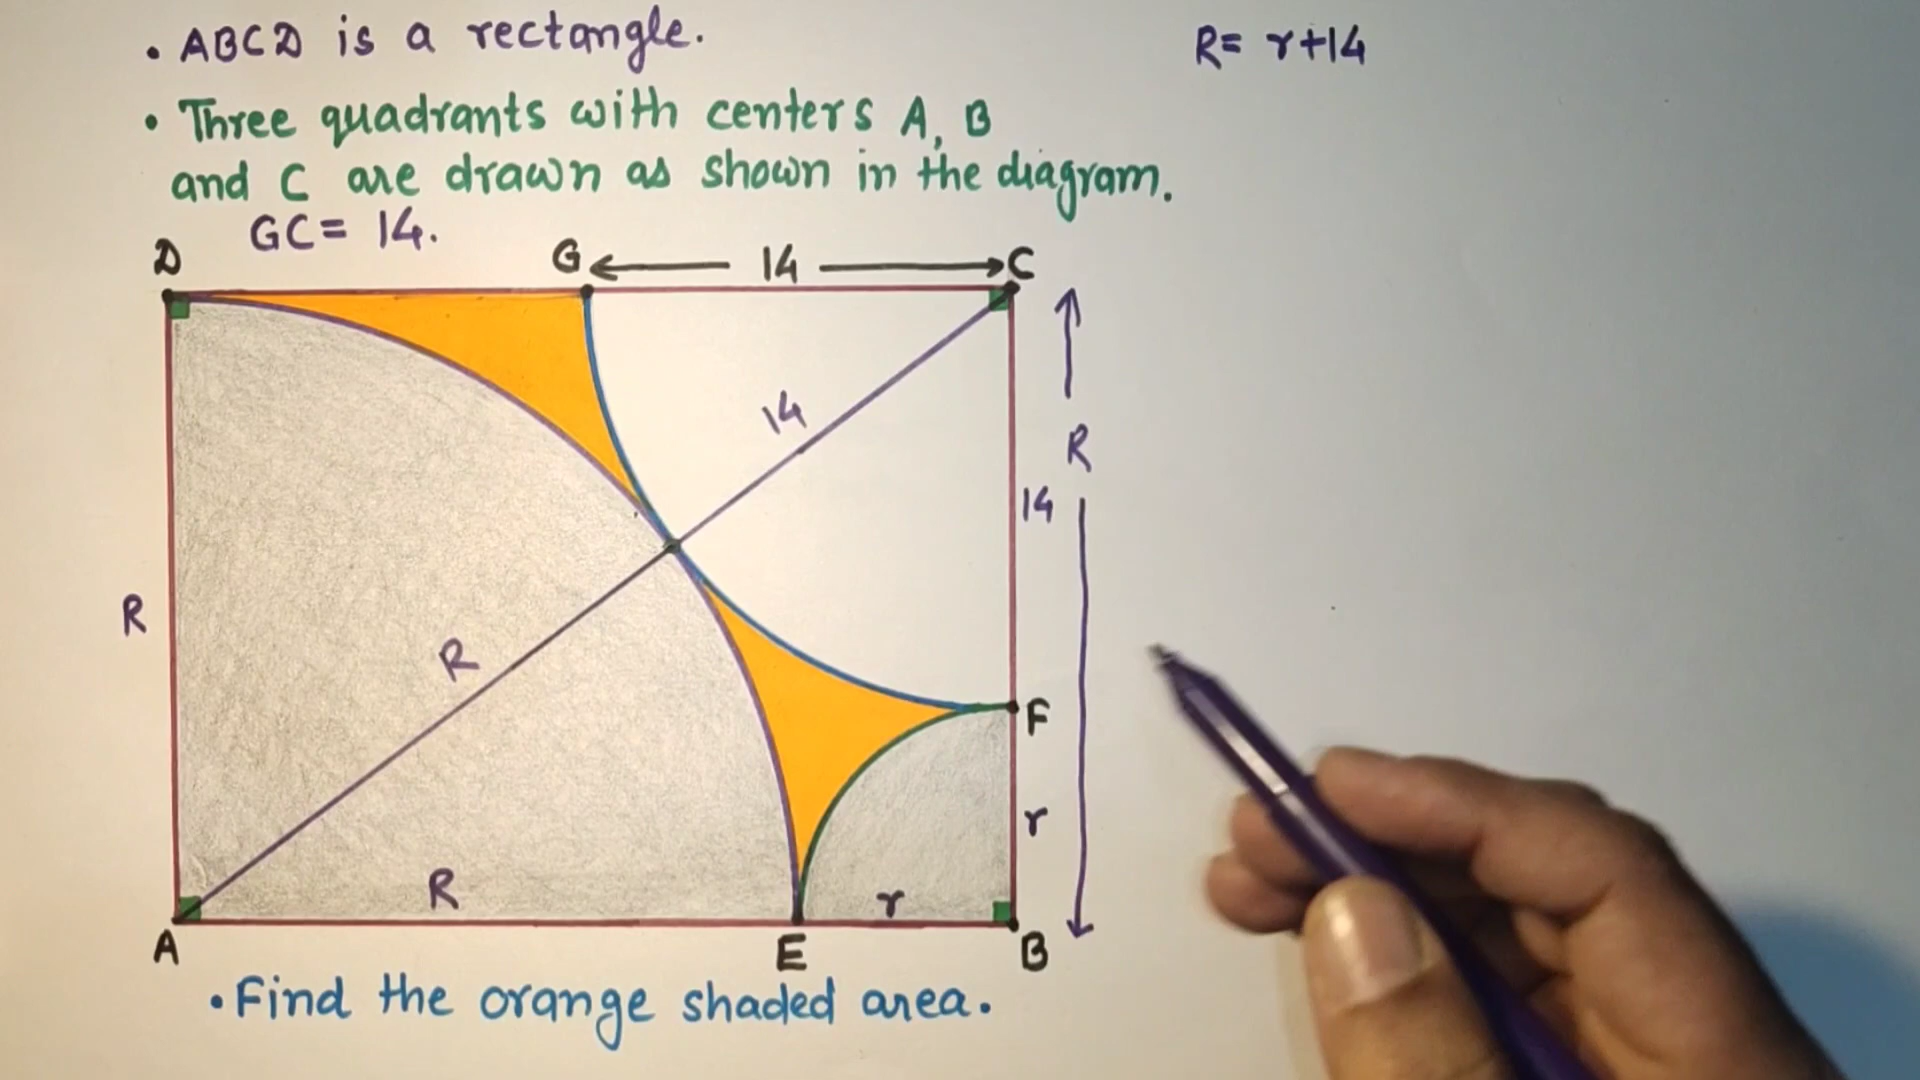 • ABCD is a rectangle.
R= r+14
• Three quadrants with centers A, B
and C are drawn as shown in the diagram.
GC= 14.
D
G
14
C
14
R
14
R
R
F
r
R
r
A
E
B
• Find the orange shaded area.